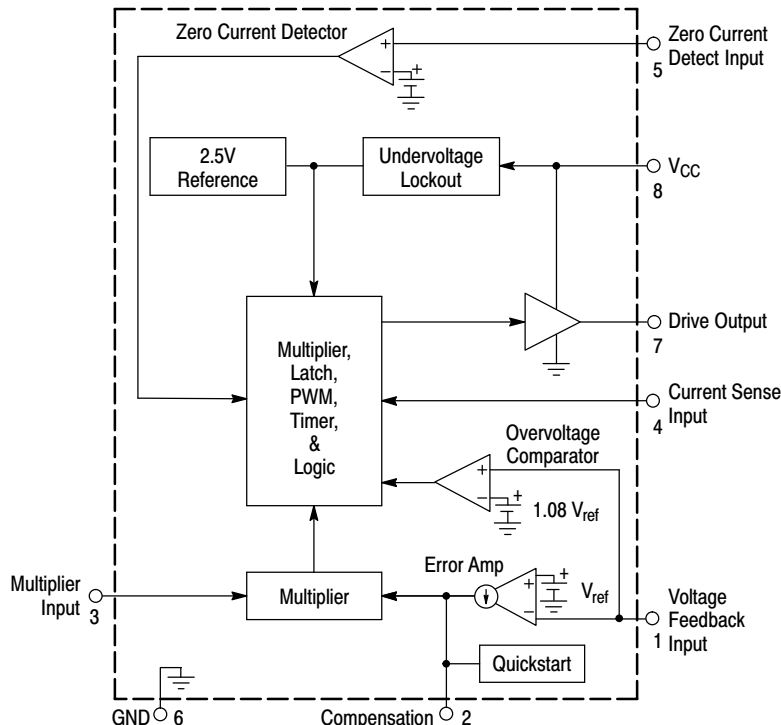 Zero Current Detector
+
−
+
Zero Current
Detect Input
5
2.5V
Reference
Undervoltage
Lockout
VCC
8
Multiplier,
Latch,
PWM,
Timer,
&
Logic
Drive Output
7
Current Sense
Input
4
Overvoltage
Comparator
+
−
+
1.08 Vref
Error Amp
+
−
+
Vref
Multiplier
Input
3
Multiplier
Voltage
Feedback
Input
1
Quickstart
GND
6
Compensation
2